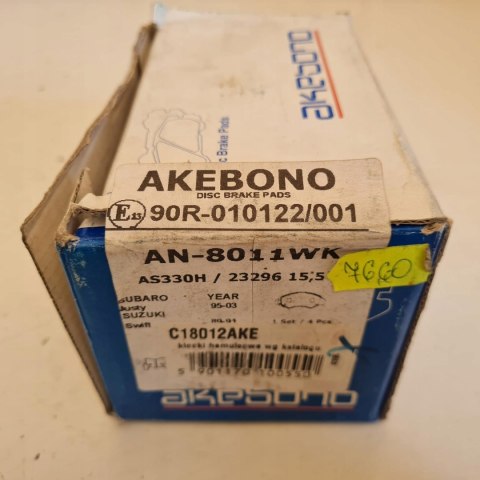 akebono
Disc Brake Pads
AKEBONO
DISC BRAKE PADS
E13 90R-010122/001
AN-8011WK
7660
AS330H / 23296 15,5
SUBARO YEAR
Justy 95-03
SUZUKI
Swift 1 Set / 4 Pcs
C18012AKE
klocki hamulcowe wg katalogu
akebono